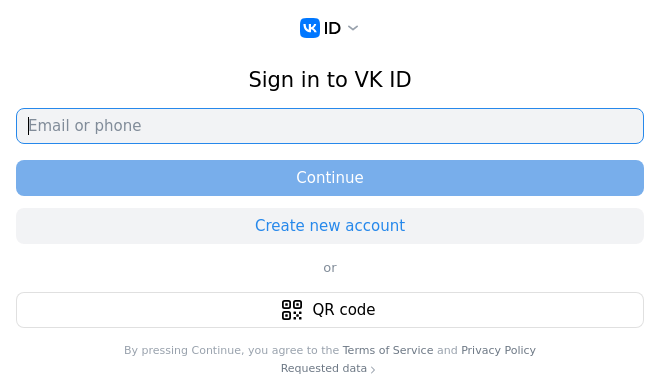 VK ID
Sign in to VK ID
Email or phone
Continue
Create new account
or
QR code
By pressing Continue, you agree to the Terms of Service and Privacy Policy
Requested data